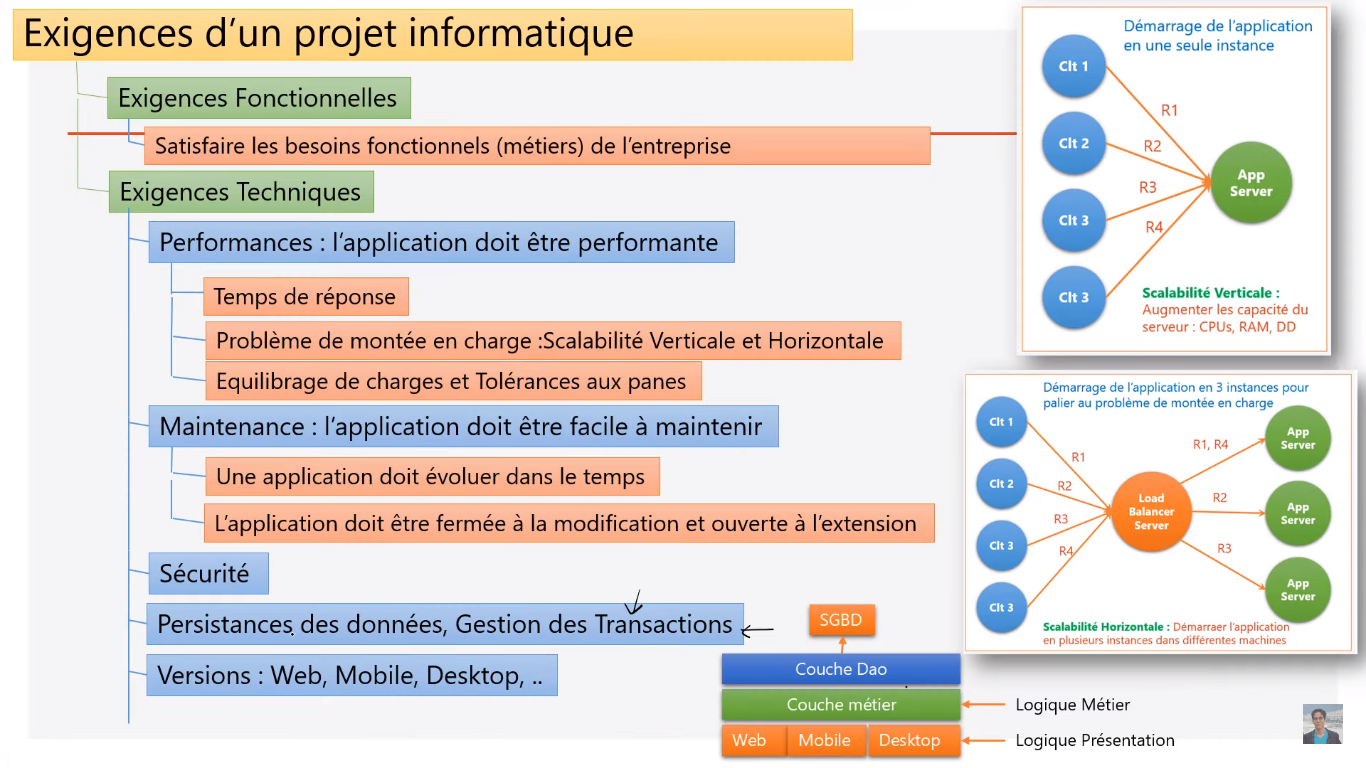 Exigences d'un projet informatique
Exigences Fonctionnelles
Satisfaire les besoins fonctionnels (métiers) de l'entreprise
Exigences Techniques
Performances : l'application doit être performante
Temps de réponse
Problème de montée en charge :Scalabilité Verticale et Horizontale
Equilibrage de charges et Tolérances aux panes
Maintenance : l'application doit être facile à maintenir
Une application doit évoluer dans le temps
L'application doit être fermée à la modification et ouverte à l'extension
Sécurité
Persistances des données, Gestion des Transactions
Versions : Web, Mobile, Desktop, ..
SGBD
Couche Dao
Couche métier
Logique Métier
Web
Mobile
Desktop
Logique Présentation
Démarrage de l'application
en une seule instance
Clt 1
Clt 2
Clt 3
Clt 3
R1
R2
R3
R4
App
Server
Scalabilité Verticale :
Augmenter les capacité du
serveur : CPUs, RAM, DD
Démarrage de l'application en 3 instances pour
palier au problème de montée en charge
Clt 1
Clt 2
Clt 3
Clt 3
R1
R2
R3
R4
Load
Balancer
Server
R1, R4
R2
R3
App
Server
App
Server
App
Server
Scalabilité Horizontale : Démarraer l'application
en plusieurs instances dans différentes machines